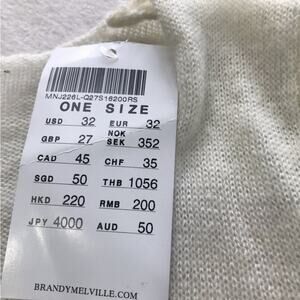 MNJ226L-Q27S16200RS
ONE SIZE
USD 32 EUR 32
GBP 27 NOK SEK 352
CAD 45 CHF 35
SGD 50 THB 1056
HKD 220 RMB 200
JPY 4000 AUD 50
BRANDYMELVILLE.COM